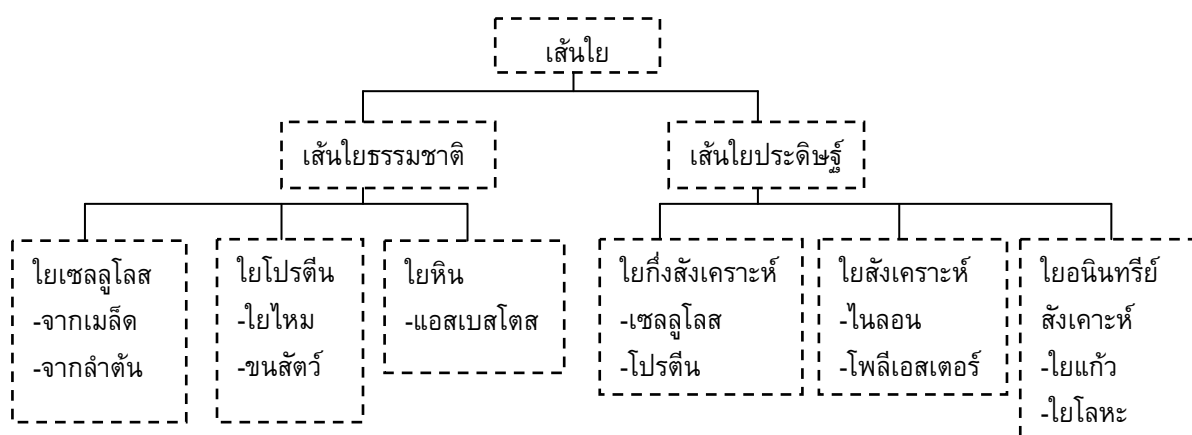 เส้นใย
เส้นใยธรรมชาติ
เส้นใยประดิษฐ์
ใยเซลลูโลส
-จากเมล็ด
-จากลำต้น
ใยโปรตีน
-ใยไหม
-ขนสัตว์
ใยหิน
-แอสเบสโตส
ใยกึ่งสังเคราะห์
-เซลลูโลส
-โปรตีน
ใยสังเคราะห์
-ไนลอน
-โพลีเอสเตอร์
ใยอนินทรีย์
สังเคาะห์
-ใยแก้ว
-ใยโลหะ